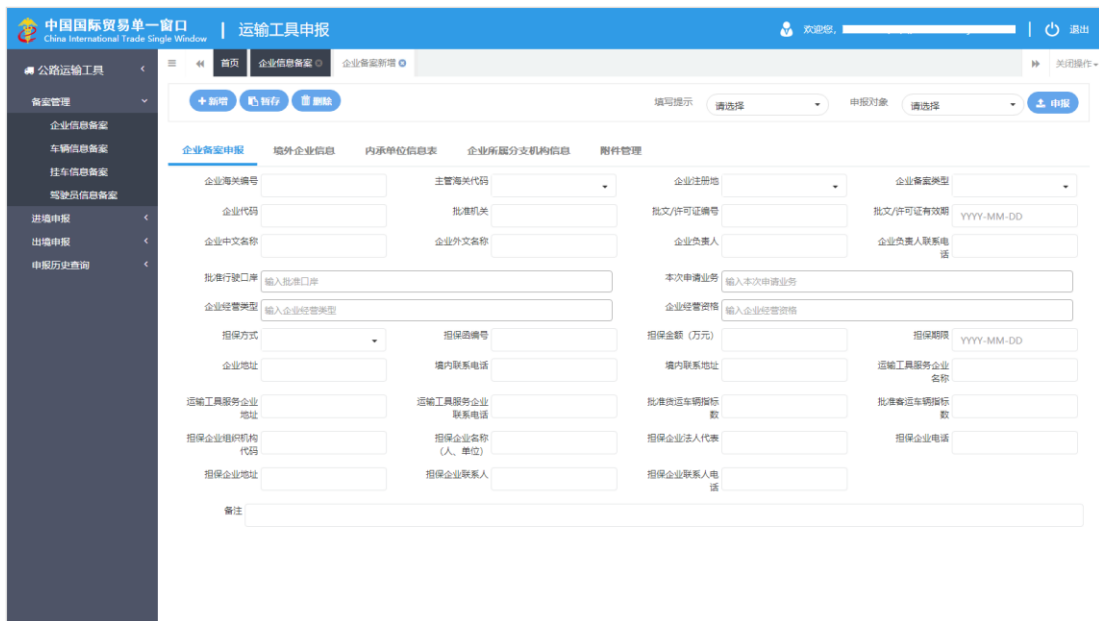 中国国际贸易单一窗口 | 运输工具申报
China International Trade Single Window
欢迎您,
退出
公路运输工具
首页 企业信息备案 企业备案新增 关闭操作
备案管理
企业信息备案
车辆信息备案
挂车信息备案
驾驶员信息备案
进境申报
出境申报
申报历史查询
新增 暂存 删除 填写提示 请选择 申报对象 请选择 申报
企业备案申报 境外企业信息 内承单位信息表 企业所属分支机构信息 附件管理
企业海关编号 主管海关代码 企业注册地 企业备案类型
企业代码 批准机关 批文/许可证编号 批文/许可证有效期 YYYY-MM-DD
企业中文名称 企业外文名称 企业负责人 企业负责人联系电
话
批准行驶口岸 输入批准口岸 本次申请业务 输入本次申请业务
企业经营类型 输入企业经营类型 企业经营资格 输入企业经营资格
担保方式 担保函编号 担保金额（万元） 担保期限 YYYY-MM-DD
企业地址 境内联系电话 境内联系地址 运输工具服务企业
名称
运输工具服务企业 运输工具服务企业 批准货运车辆指标 批准客运车辆指标
地址 联系电话 数 数
担保企业组织机构 担保企业名称 担保企业法人代表 担保企业电话
代码 （人、单位）
担保企业地址 担保企业联系人 担保企业联系人电
话
备注